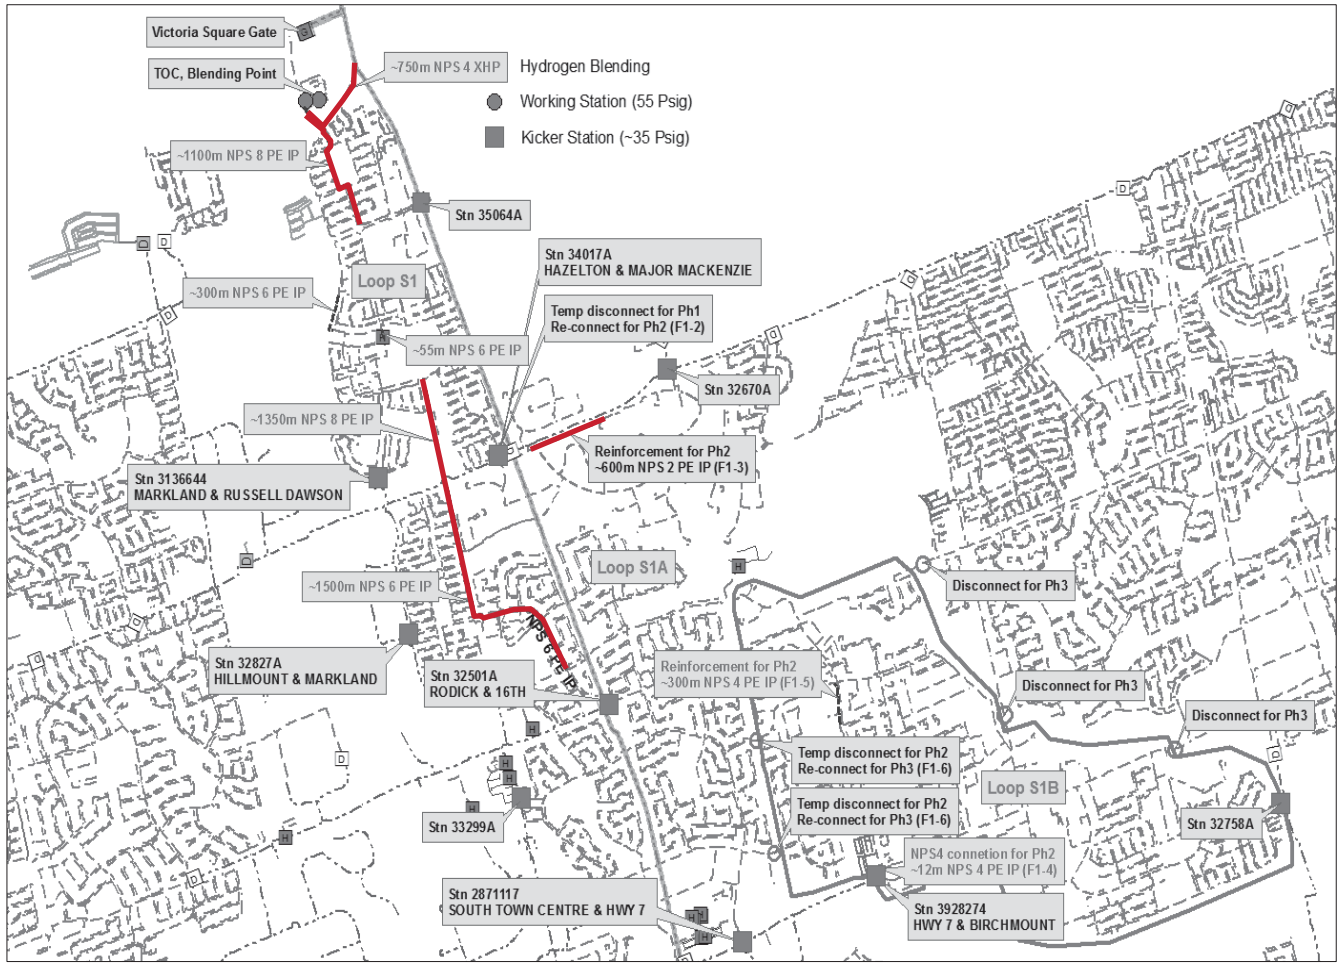 Victoria Square Gate
G
TOC, Blending Point
~750m NPS 4 XHP
Hydrogen Blending
Working Station (55 Psig)
Kicker Station (~35 Psig)
~1100m NPS 8 PE IP
D
D
D
D
Stn 35064A
Stn 34017A
HAZELTON & MAJOR MACKENZIE
Loop S1
~300m NPS 6 PE IP
Temp disconnect for Ph1
Re-connect for Ph2 (F1-2)
~55m NPS 6 PE IP
Stn 32670A
~1350m NPS 8 PE IP
Reinforcement for Ph2
~600m NPS 2 PE IP (F1-3)
Stn 3136644
MARKLAND & RUSSELL DAWSON
D
Loop S1A
H
Disconnect for Ph3
~1500m NPS 6 PE IP
NPS 6 PE IP
Stn 32827A
HILLMOUNT & MARKLAND
Stn 32501A
RODICK & 16TH
Reinforcement for Ph2
~300m NPS 4 PE IP (F1-5)
Disconnect for Ph3
Disconnect for Ph3
H
D
H
H
Temp disconnect for Ph2
Re-connect for Ph3 (F1-6)
Loop S1B
Temp disconnect for Ph2
Re-connect for Ph3 (F1-6)
H
H
Stn 33299A
Stn 32758A
NPS4 connetion for Ph2
~12m NPS 4 PE IP (F1-4)
D
Stn 2871117
SOUTH TOWN CENTRE & HWY 7
Stn 3928274
HWY 7 & BIRCHMOUNT
H
H